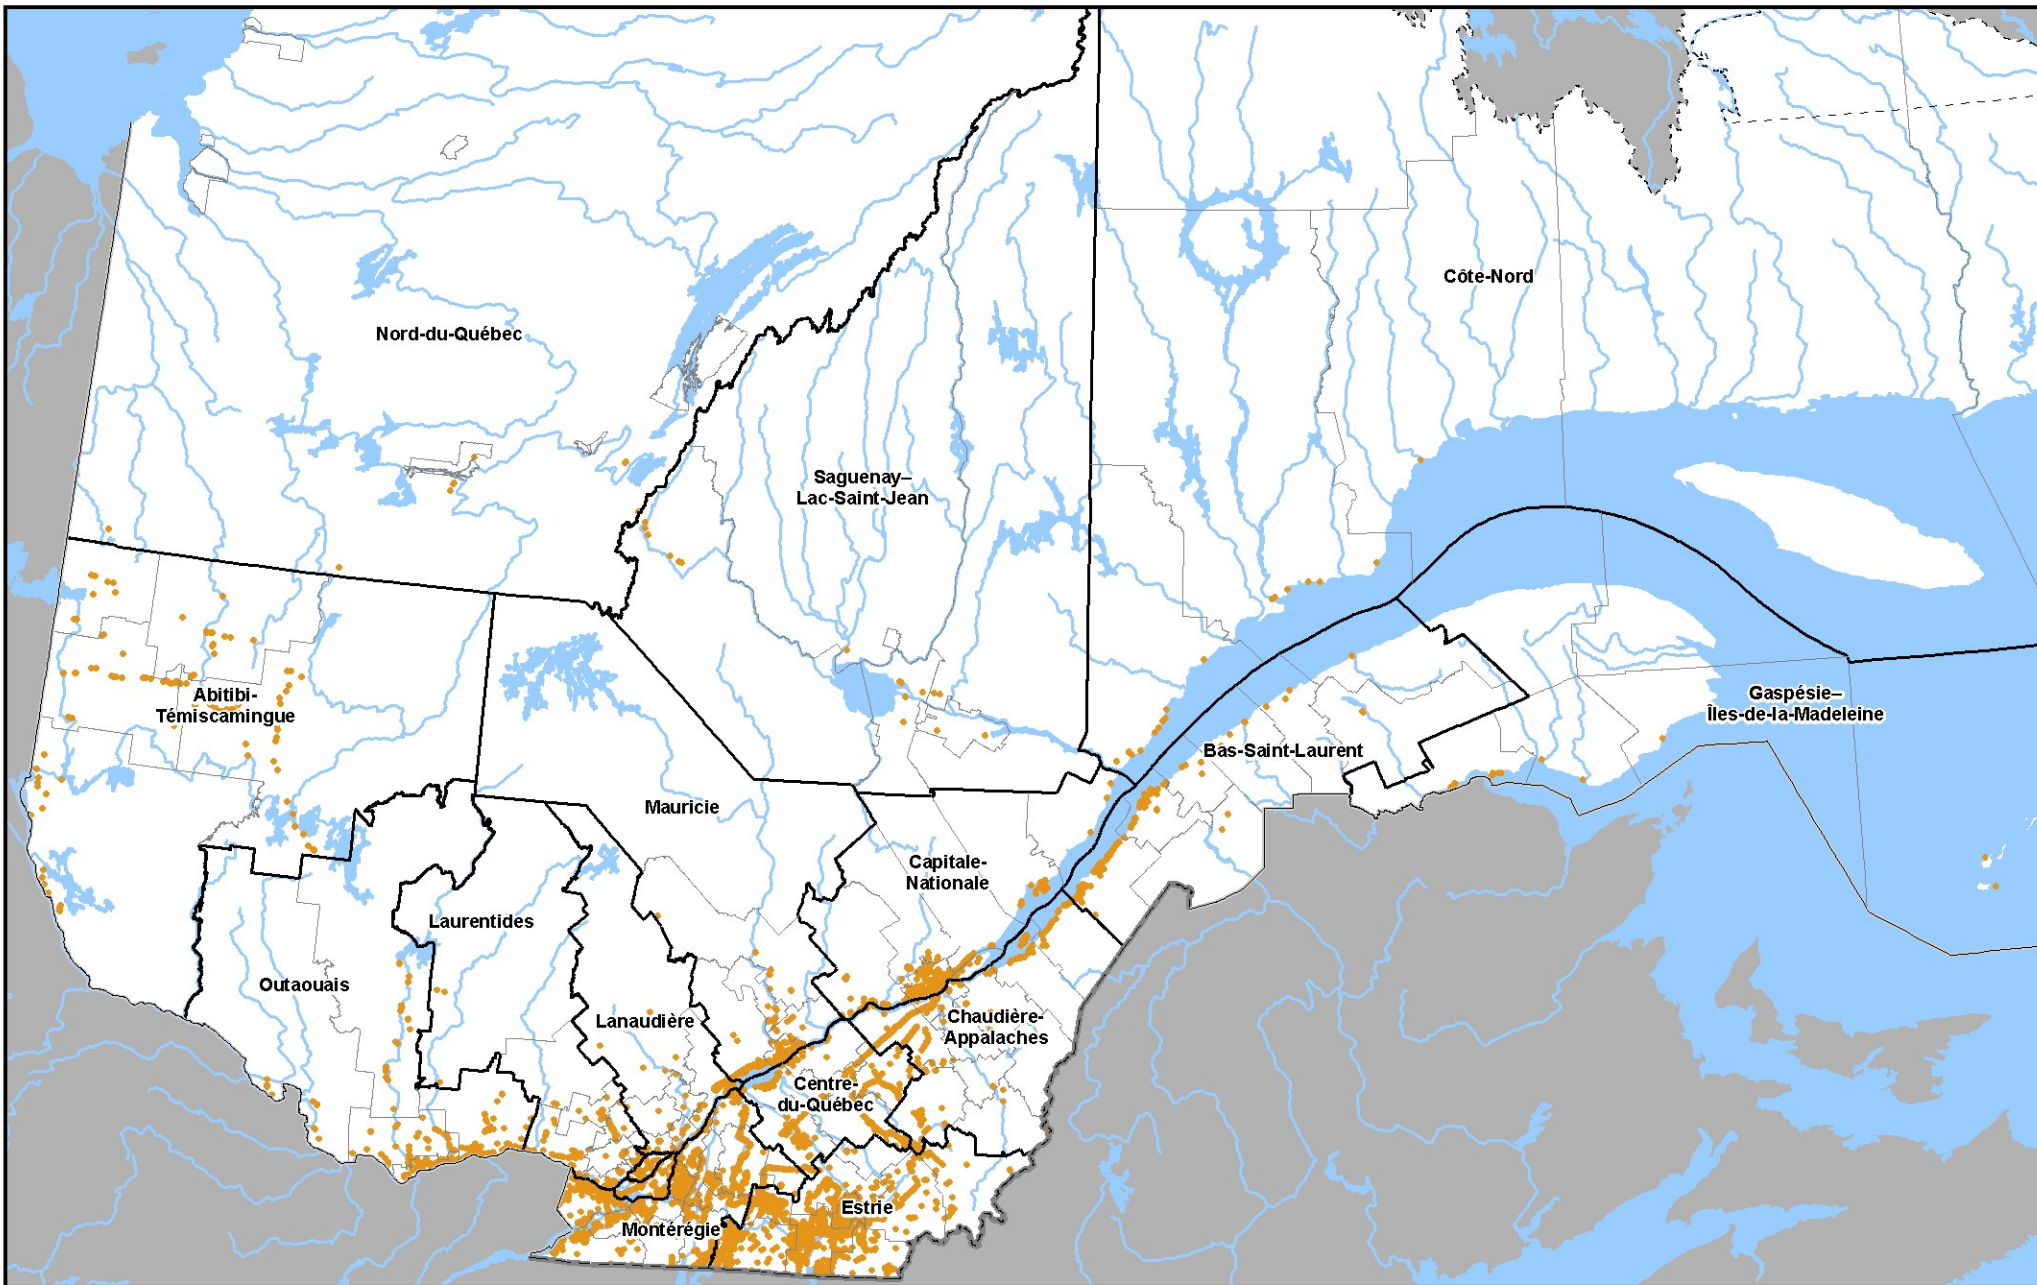 Côte-Nord
Nord-du-Québec
Saguenay–
Lac-Saint-Jean
Abitibi-
Témiscamingue
Gaspésie–
Îles-de-la-Madeleine
Bas-Saint-Laurent
Mauricie
Capitale-
Nationale
Laurentides
Outaouais
Lanaudière
Chaudière-
Appalaches
Centre-
du-Québec
Estrie
Montérégie